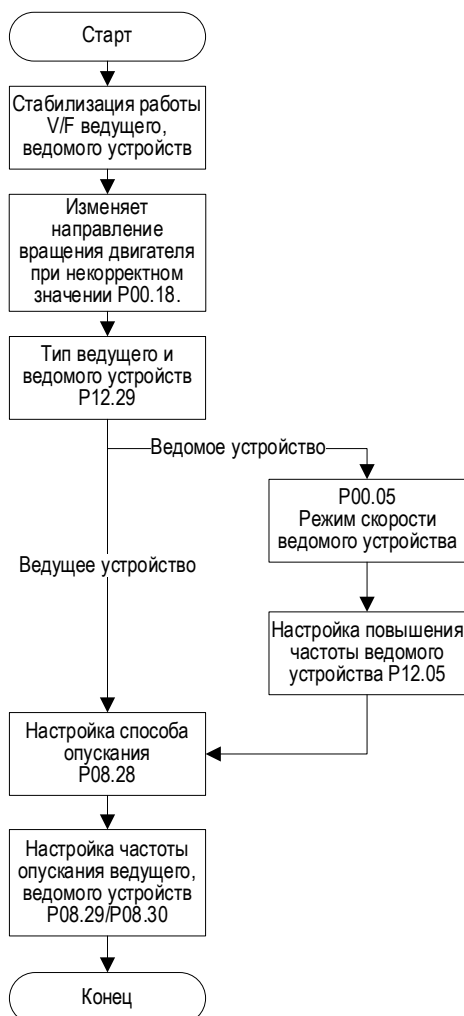 Старт
Стабилизация работы
V/F ведущего,
ведомого устройств
Изменяет
направление
вращения двигателя
при некорректном
значении P00.18.
Тип ведущего и
ведомого устройств
P12.29
Ведомое устройство
P00.05
Режим скорости
ведомого устройства
Ведущее устройство
Настройка повышения
частоты ведомого
устройства P12.05
Настройка способа
опускания
P08.28
Настройка частоты
опускания ведущего,
ведомого устройств
P08.29/P08.30
Конец